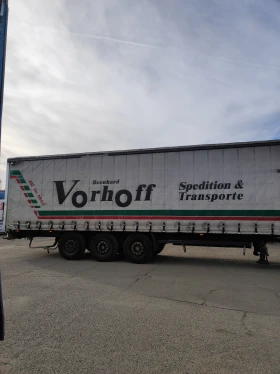 Bernhard
Vorhoff
Spedition &
Transporte